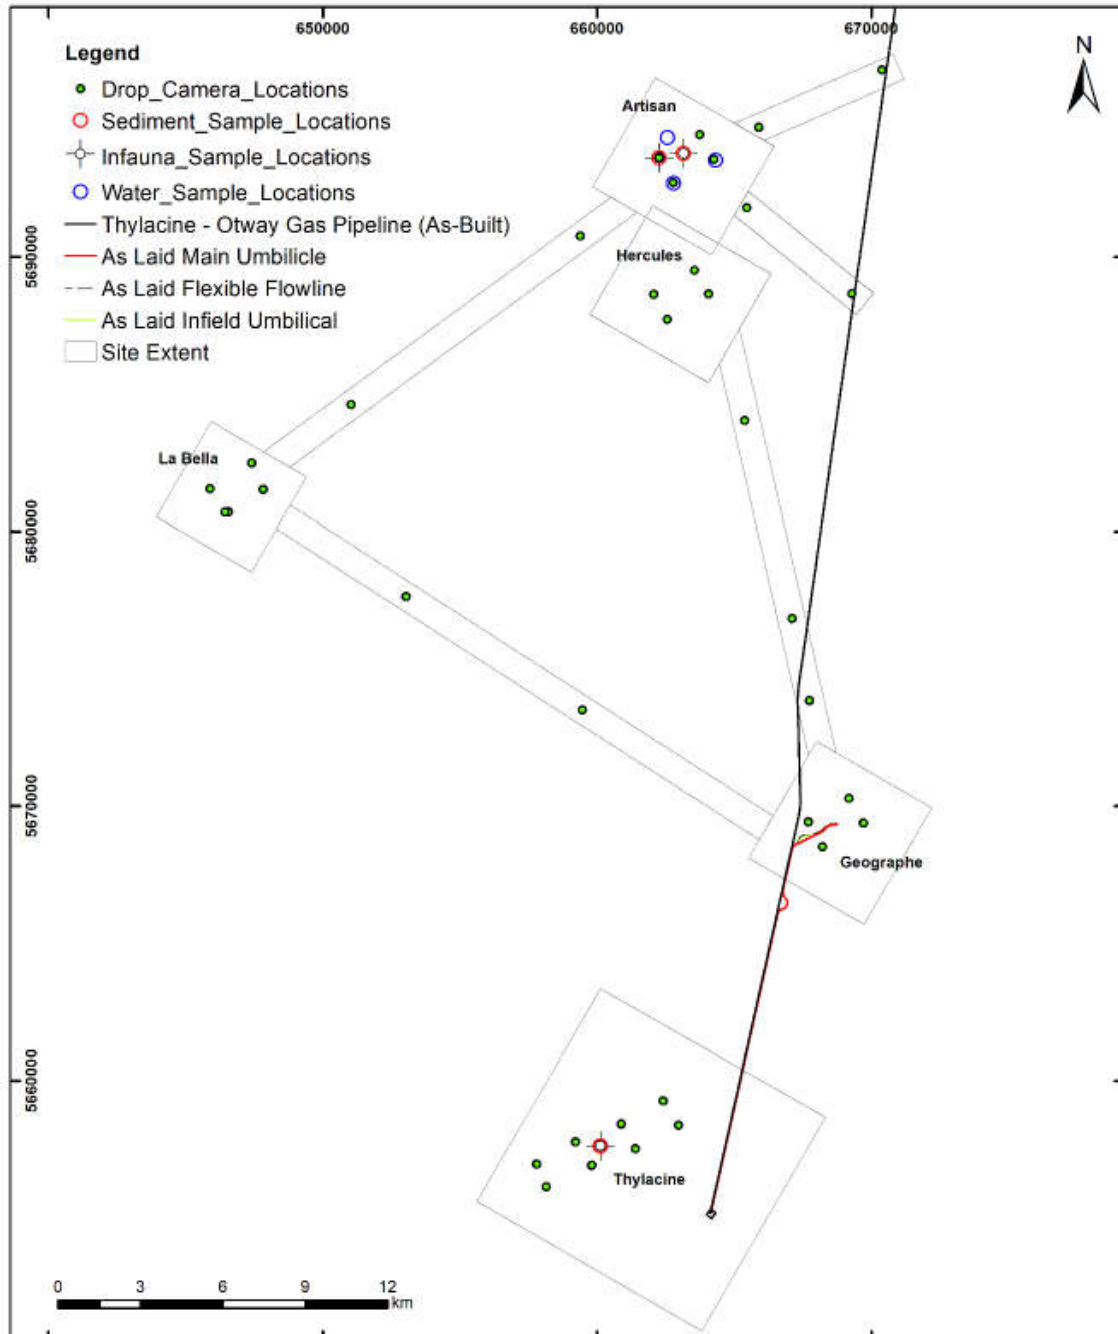 650000
660000
670000
N
Legend
Drop_Camera_Locations
Sediment_Sample_Locations
Infauna_Sample_Locations
Water_Sample_Locations
Thylacine - Otway Gas Pipeline (As-Built)
As Laid Main Umbilicle
As Laid Flexible Flowline
As Laid Infield Umbilical
Site Extent
Artisan
Hercules
La Bella
Geographe
Thylacine
5690000
5680000
5670000
5660000
0 3 6 9 12
km